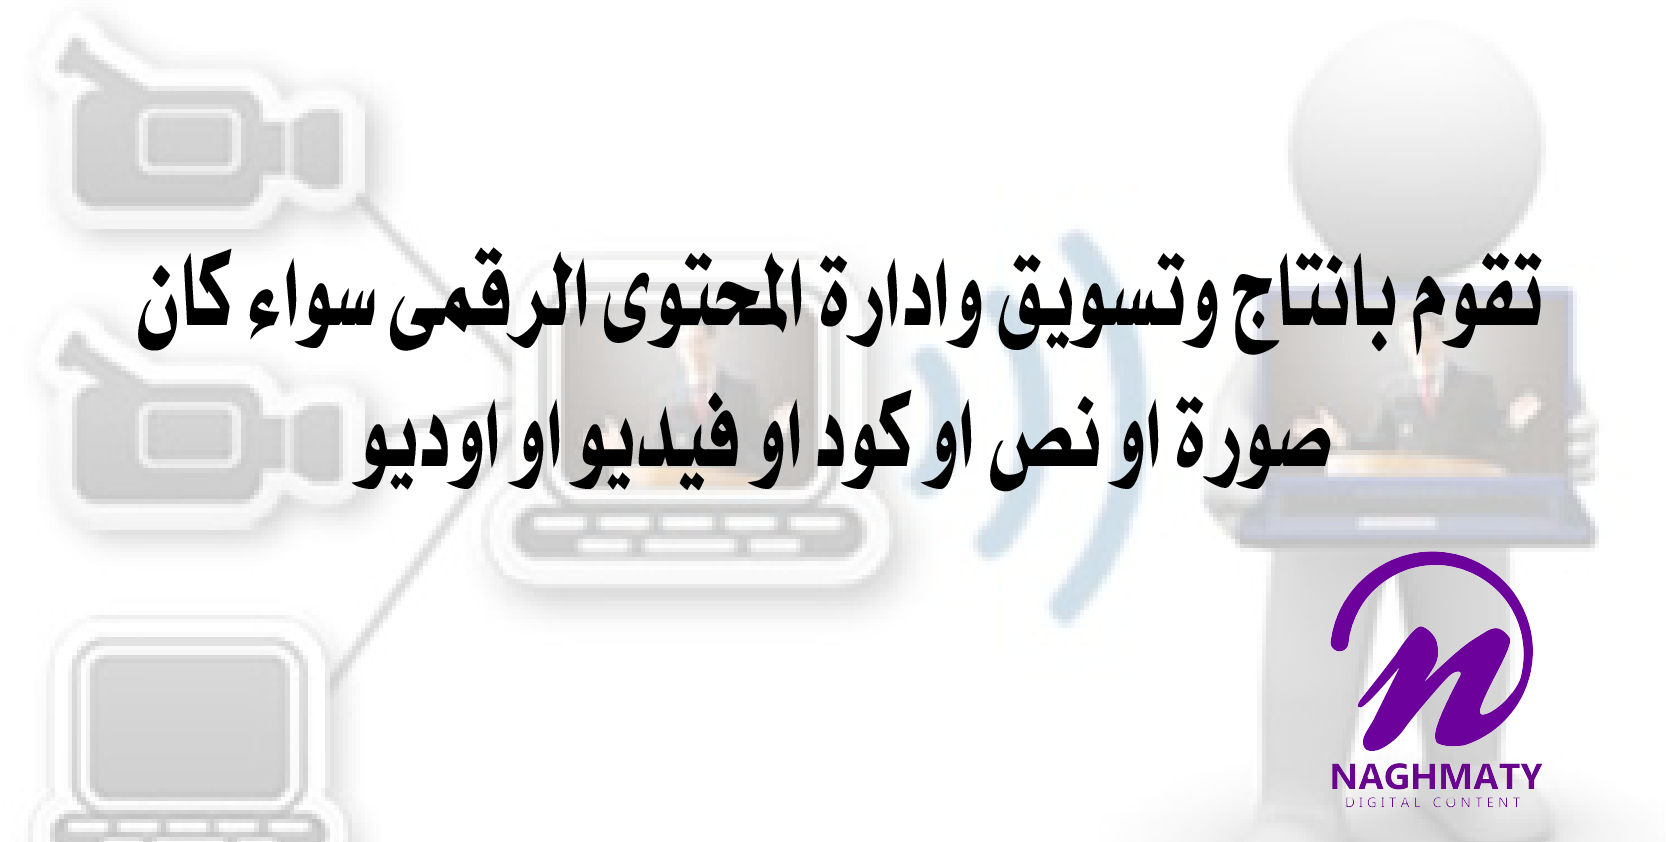 تقوم بانتاج وتسويق وادارة المحتوى الرقمى سواء كان
صورة او نص او كود او فيديو او اوديو
NAGHMATY
DIGITAL CONTENT